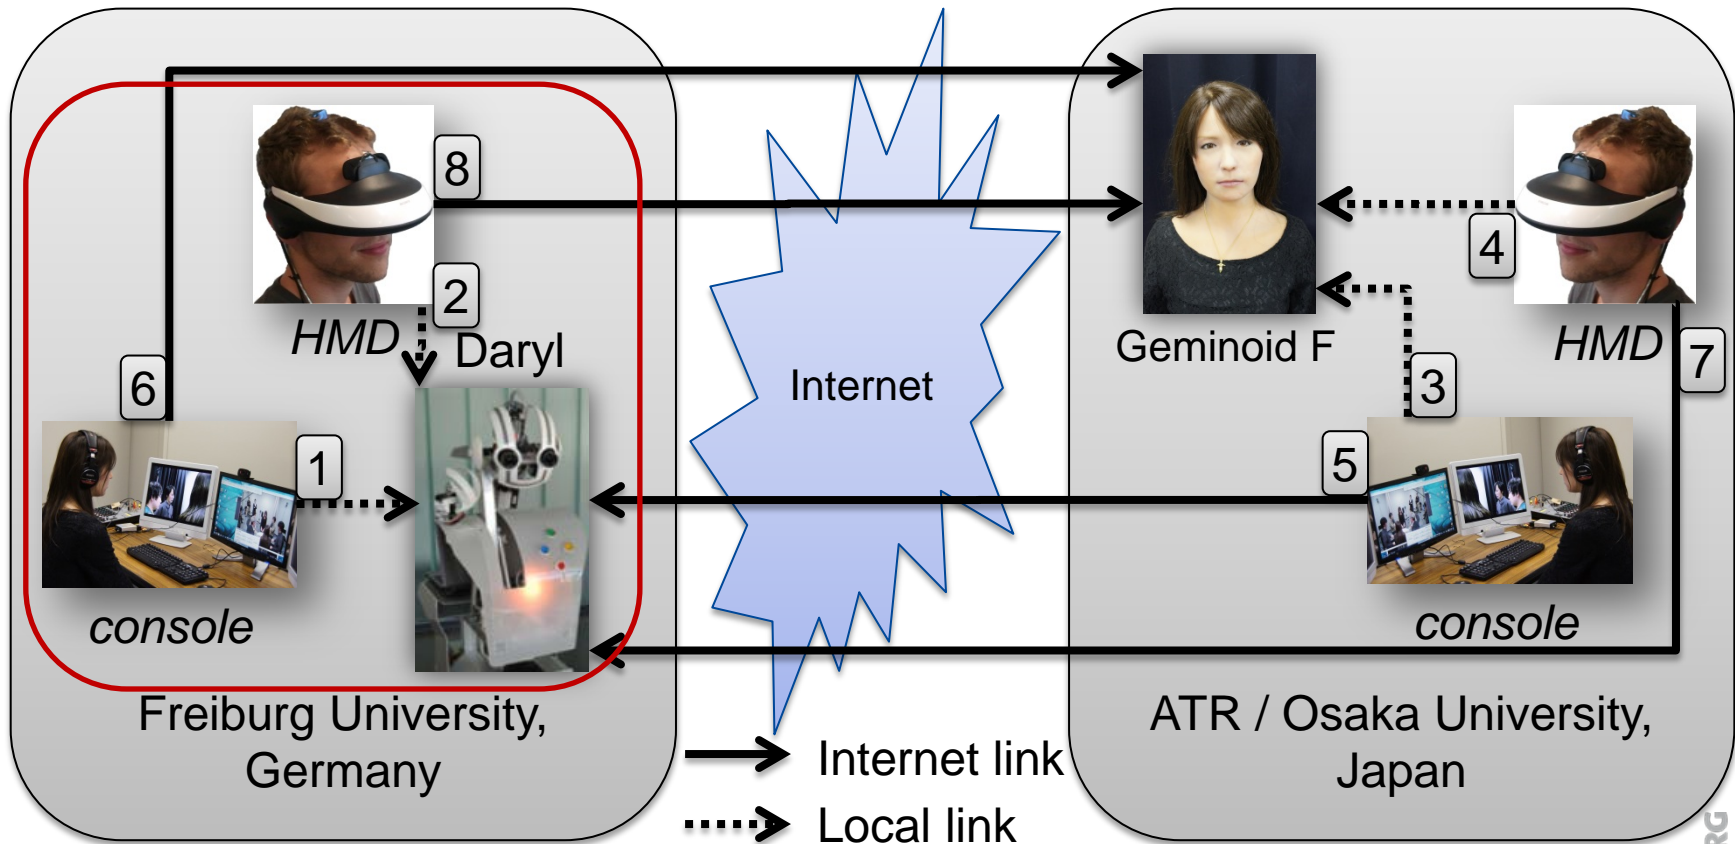 8
2
HMD
Daryl
6
1
console
Freiburg University,
Germany
Internet
Internet link
Local link
Geminoid F
4
HMD
7
3
5
console
ATR / Osaka University,
Japan
RG